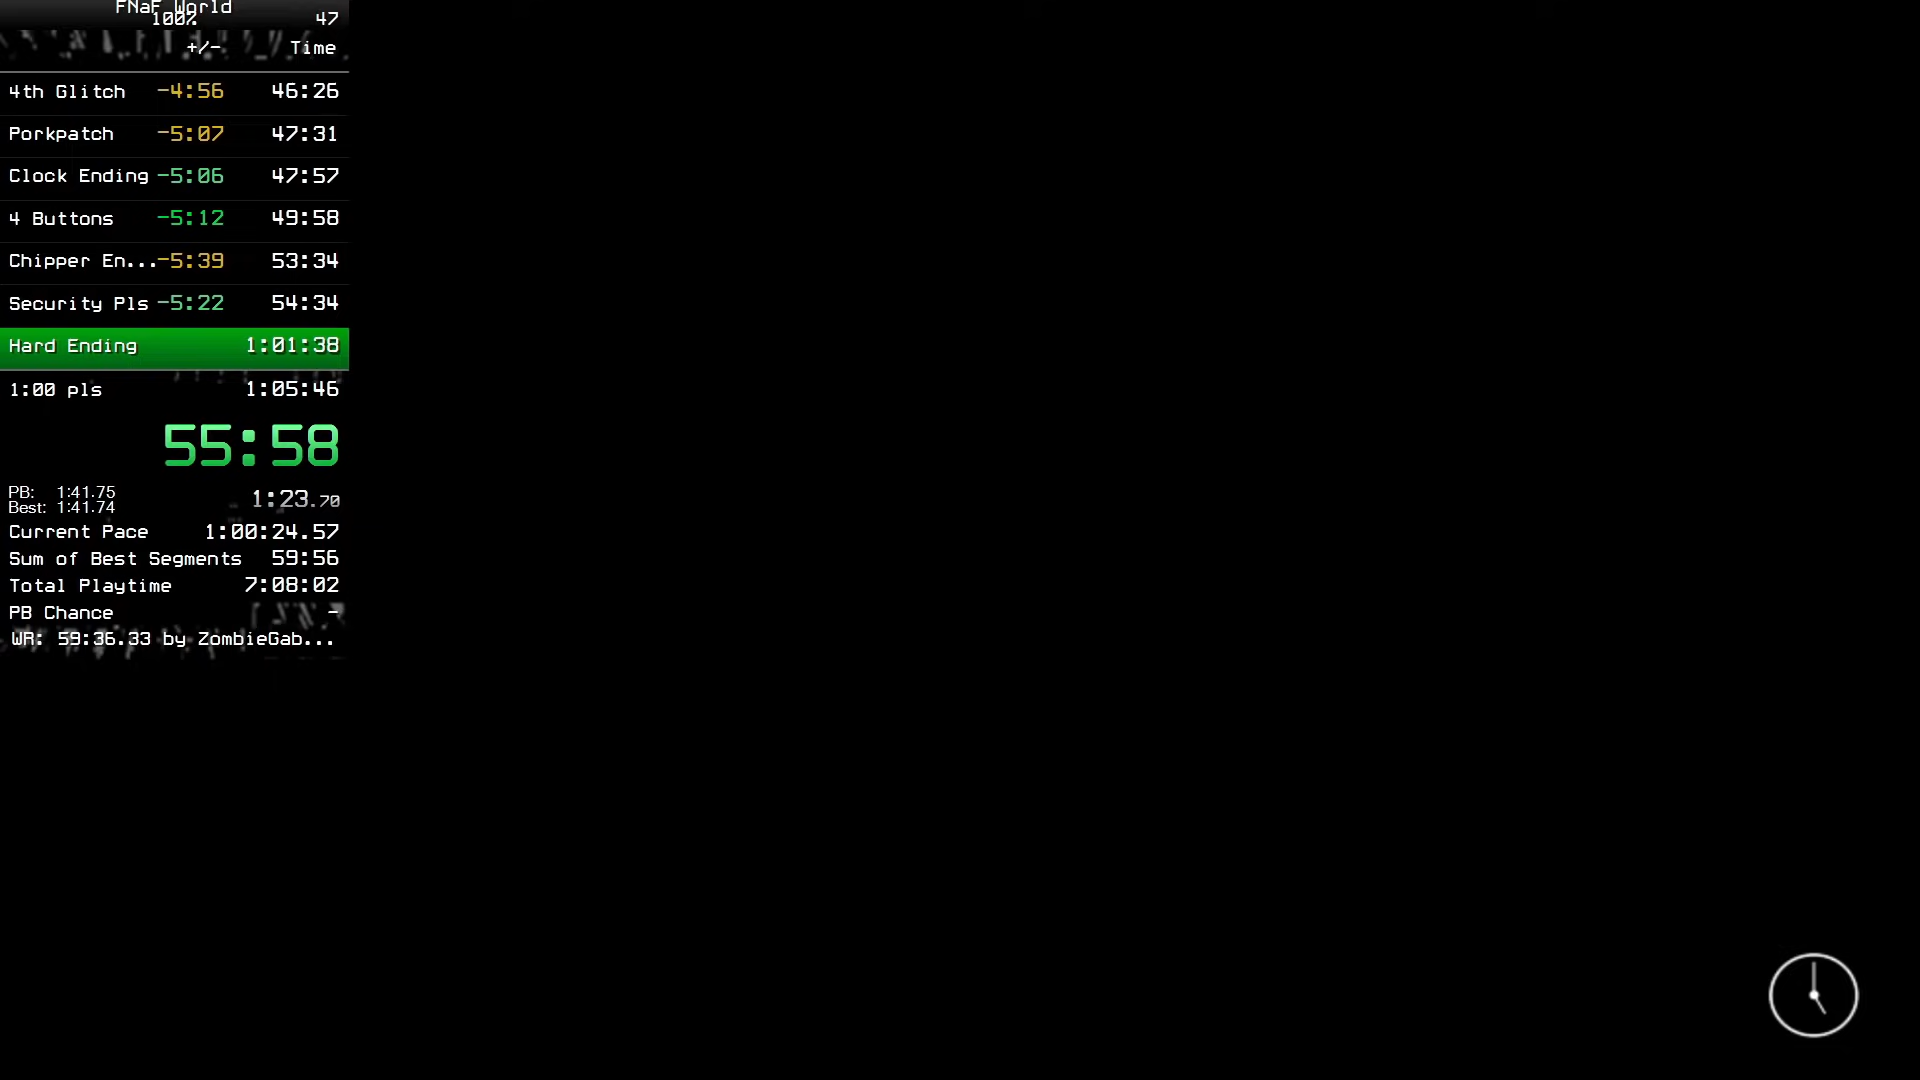 FNaF World
100% 47
+/- Time
4th Glitch -4:56 46:26
Porkpatch -5:07 47:31
Clock Ending -5:06 47:57
4 Buttons -5:12 49:58
Chipper En... -5:39 53:34
Security Pls -5:22 54:34
Hard Ending 1:01:38
1:00 pls 1:05:46
55:58
PB: 1:41.75
Best: 1:41.74
1:23.70
Current Pace 1:00:24.57
Sum of Best Segments 59:56
Total Playtime 7:08:02
PB Chance -
WR: 59:36.33 by ZombieGab...